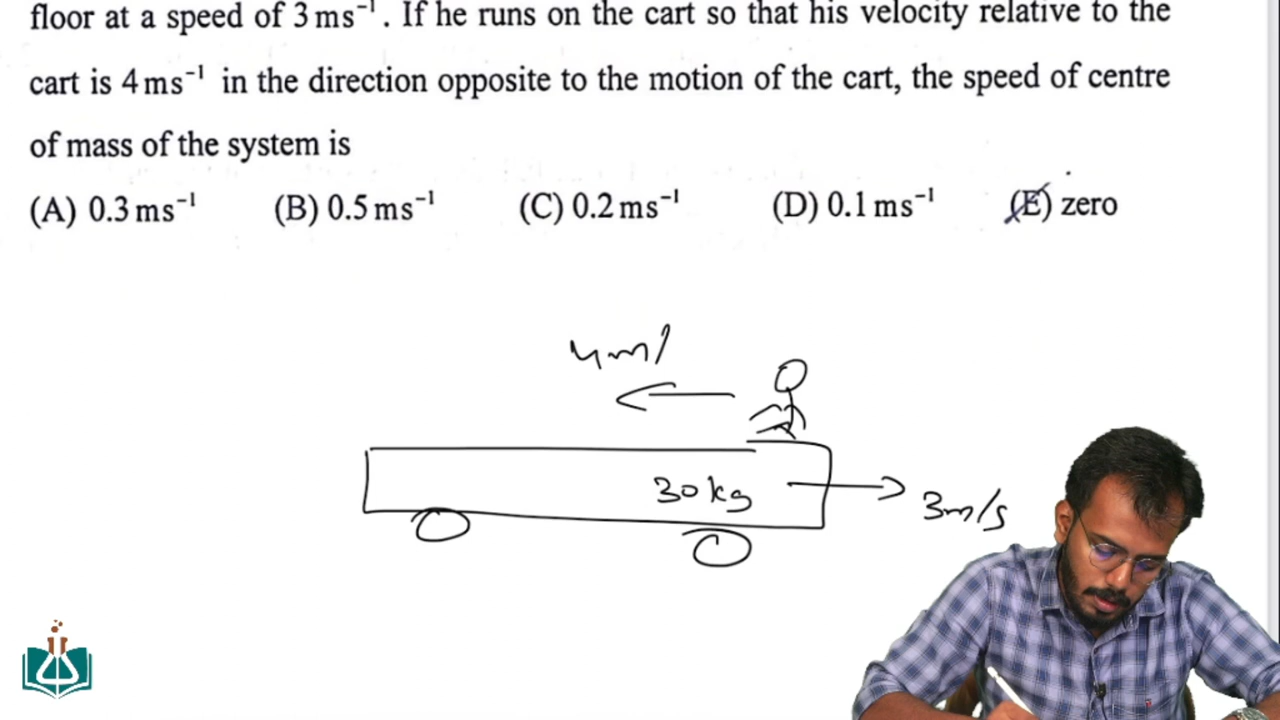 floor at a speed of 3 ms⁻¹. If he runs on the cart so that his velocity relative to the
cart is 4 ms⁻¹ in the direction opposite to the motion of the cart, the speed of centre
of mass of the system is
(A) 0.3 ms⁻¹ (B) 0.5 ms⁻¹ (C) 0.2 ms⁻¹ (D) 0.1 ms⁻¹ (E) zero
4m/
30kg
3m/s